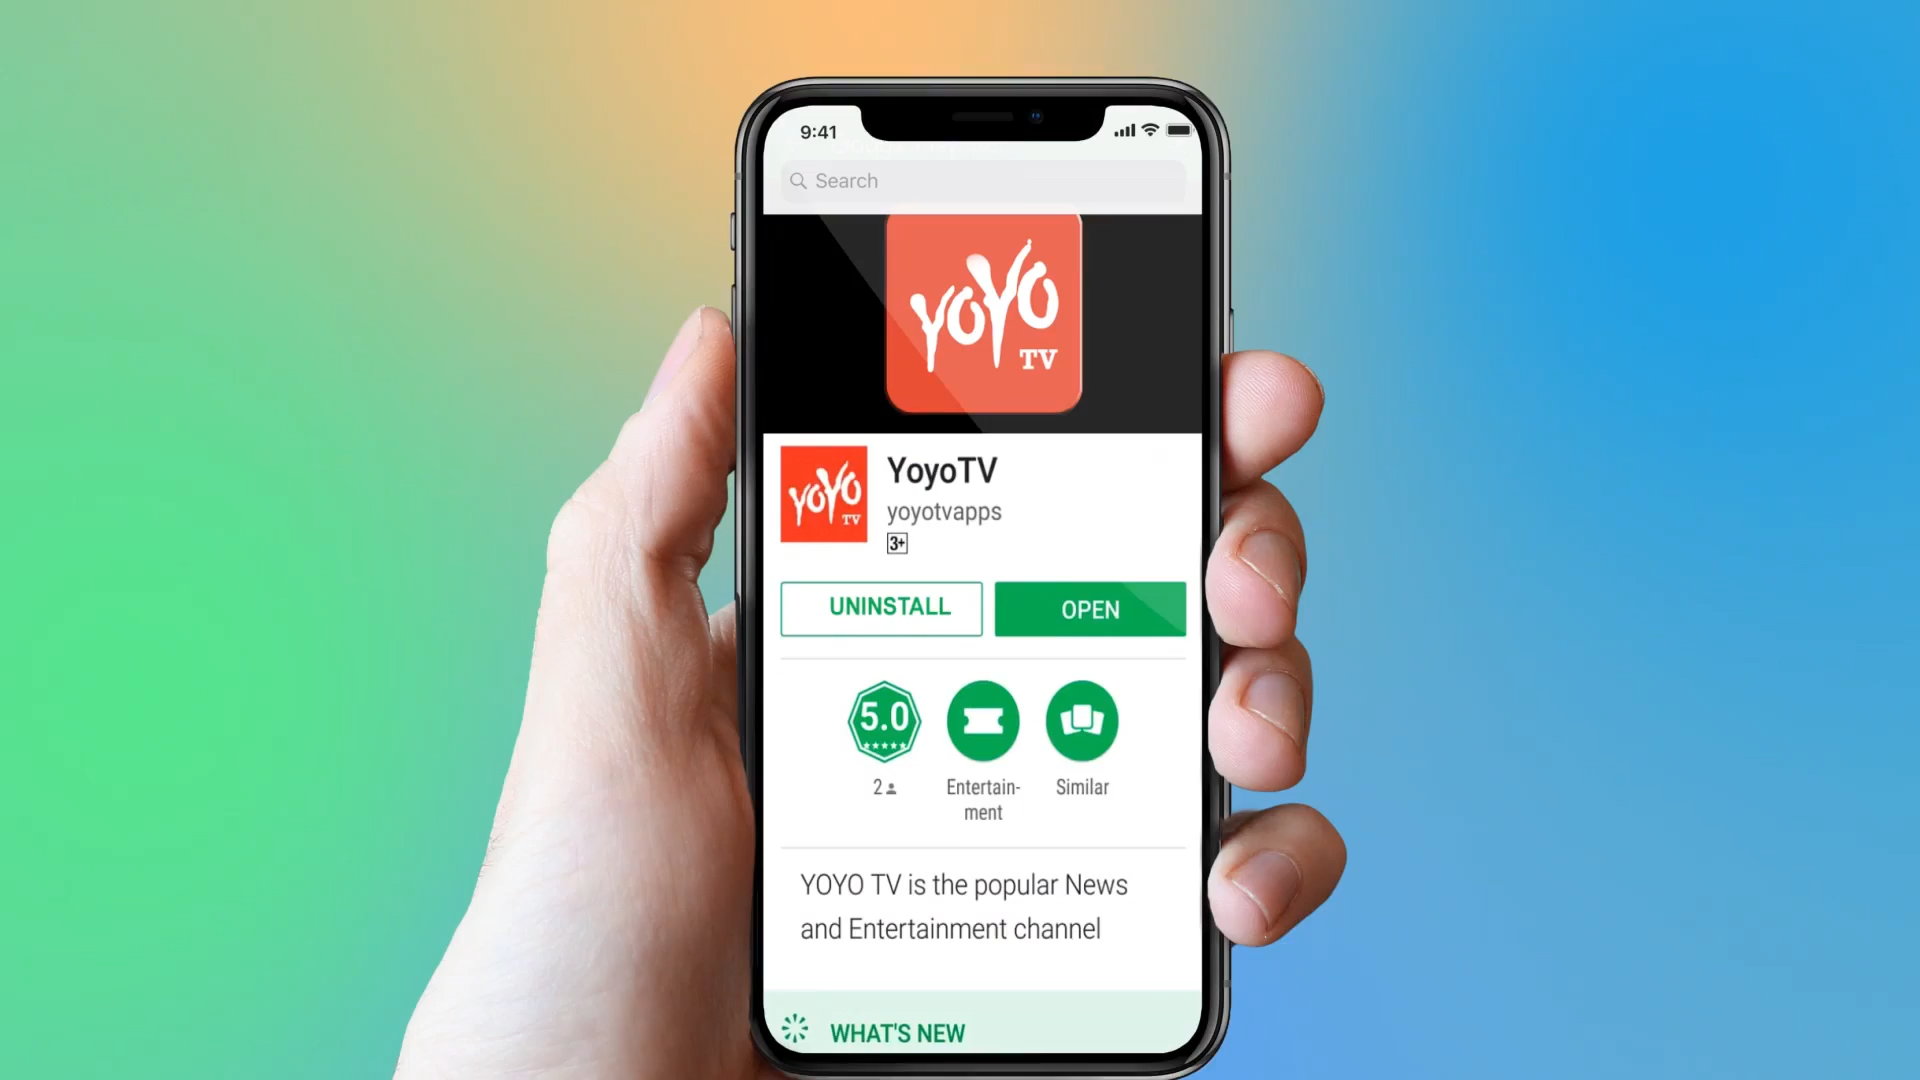 9:41
Search
YOYO
TV
YOYO
TV
YoyoTV
yoyotvapps
3+
UNINSTALL
OPEN
5.0
2
Entertain-
ment
Similar
YOYO TV is the popular News
and Entertainment channel
WHAT'S NEW